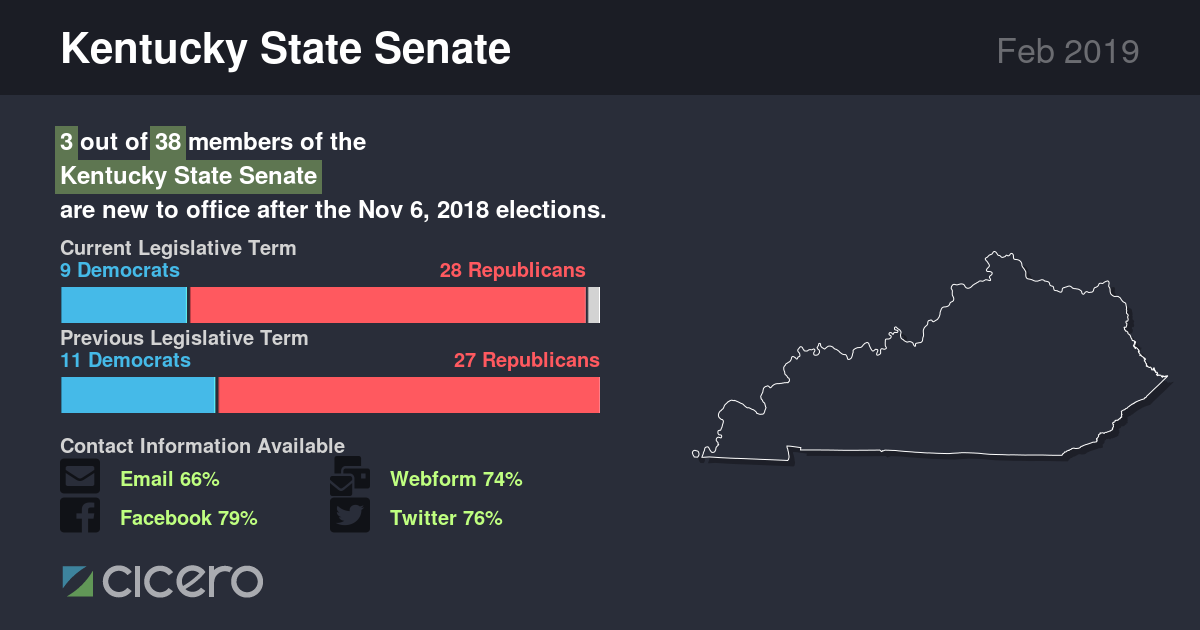 Kentucky State Senate
Feb 2019
3 out of 38 members of the
Kentucky State Senate
are new to office after the Nov 6, 2018 elections.
Current Legislative Term
9 Democrats
28 Republicans
Previous Legislative Term
11 Democrats
27 Republicans
Contact Information Available
Email 66%
Webform 74%
Facebook 79%
Twitter 76%
cicero